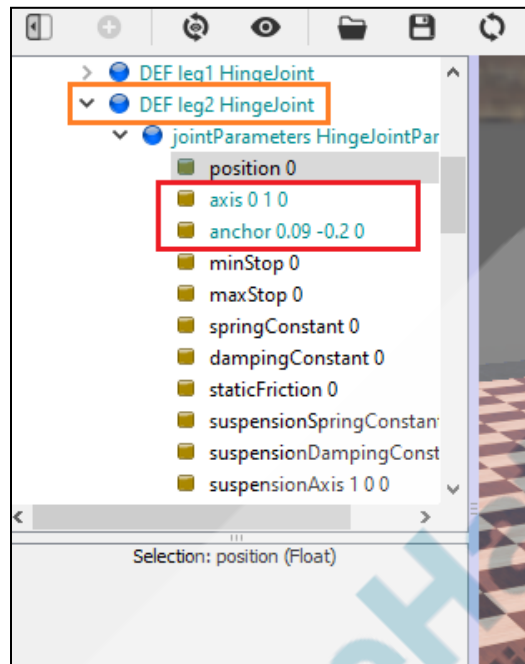 DEF leg1 HingeJoint
DEF leg2 HingeJoint
jointParameters HingeJointPar
position 0
axis 0 1 0
anchor 0.09 -0.2 0
minStop 0
maxStop 0
springConstant 0
dampingConstant 0
staticFriction 0
suspensionSpringConstan
suspensionDampingConst
suspensionAxis 1 0 0
Selection: position (Float)